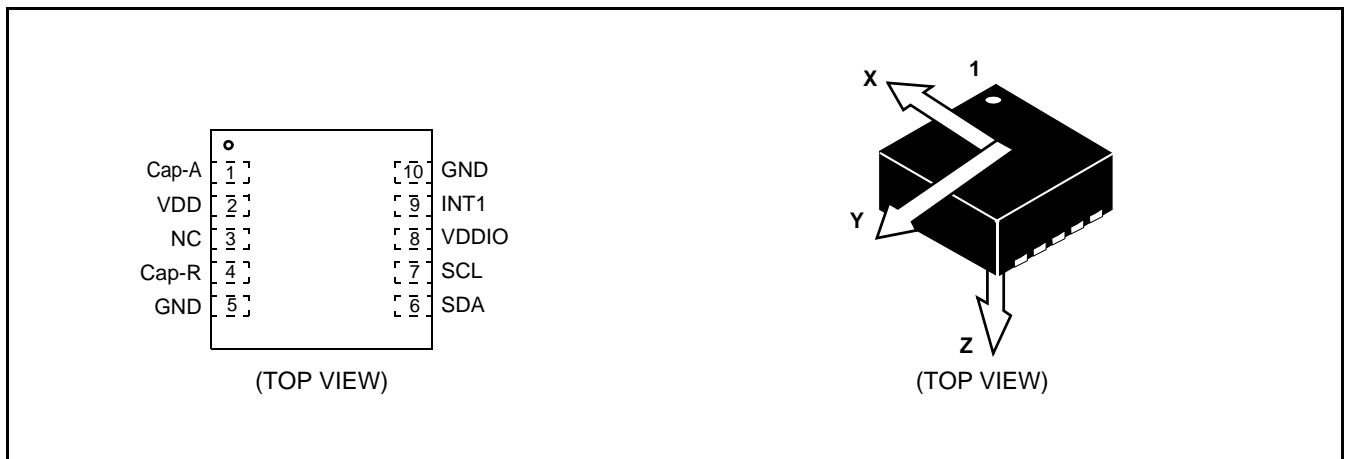 Cap-A 1 10 GND
VDD 2 9 INT1
NC 3 8 VDDIO
Cap-R 4 7 SCL
GND 5 6 SDA
(TOP VIEW)
1
X
Y
Z
(TOP VIEW)